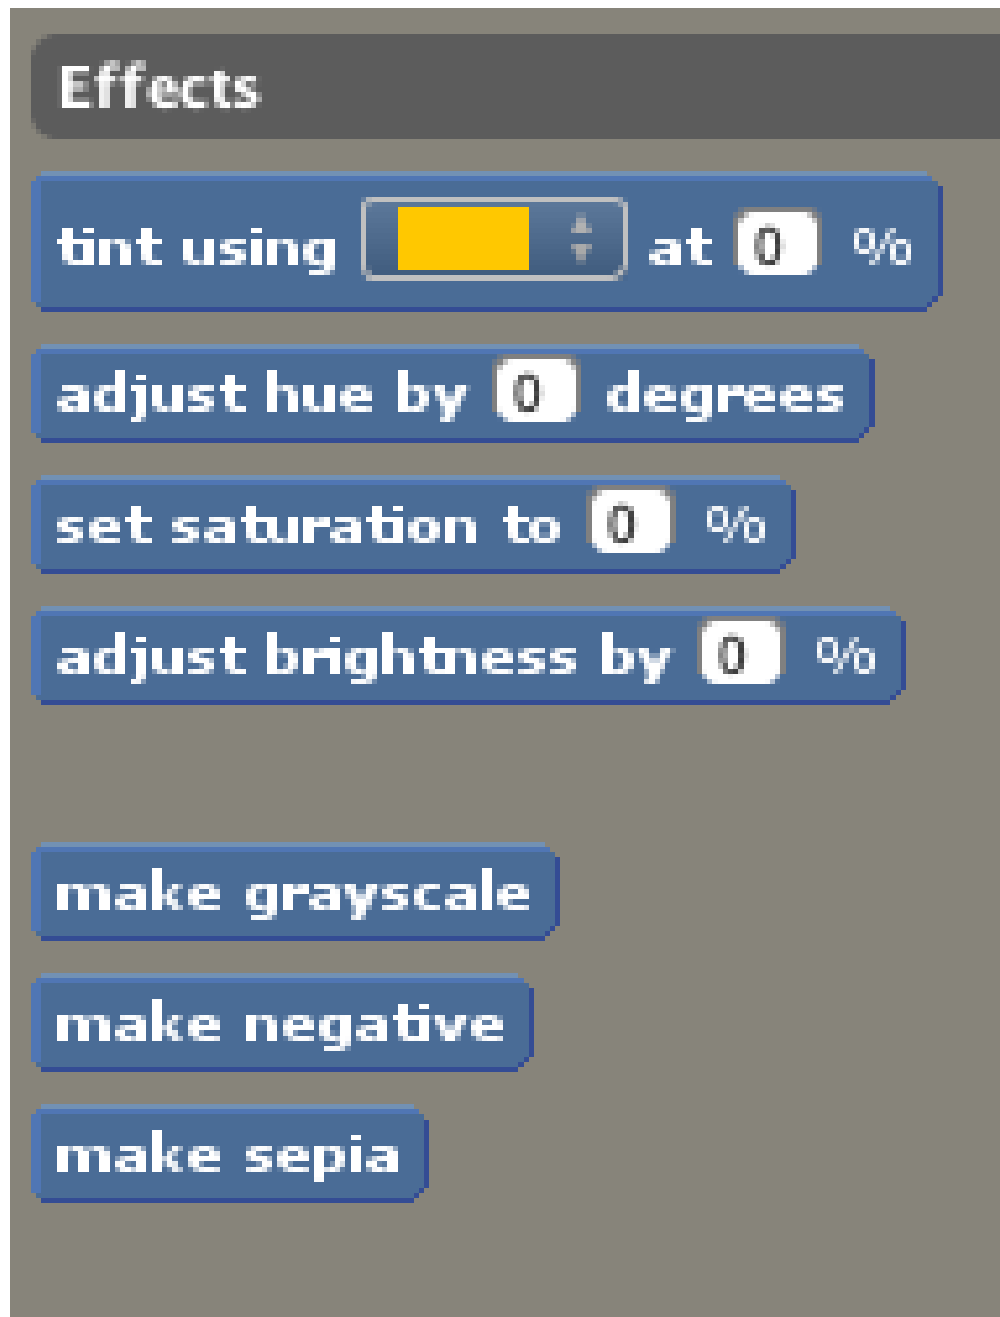 Effects
tint using at 0 %
adjust hue by 0 degrees
set saturation to 0 %
adjust brightness by 0 %
make grayscale
make negative
make sepia